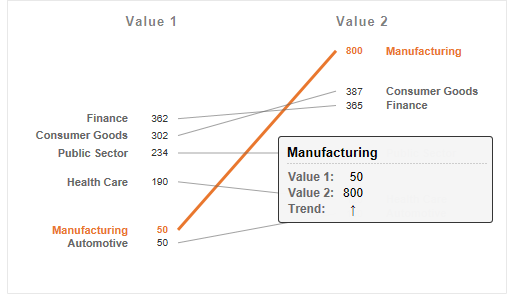 Value 1 Value 2
800 Manufacturing
387 Consumer Goods
365 Finance
Finance 362
Consumer Goods 302
Public Sector 234
Health Care 190
Manufacturing 50
Automotive 50
Manufacturing
Value 1: 50
Value 2: 800
Trend: ↑